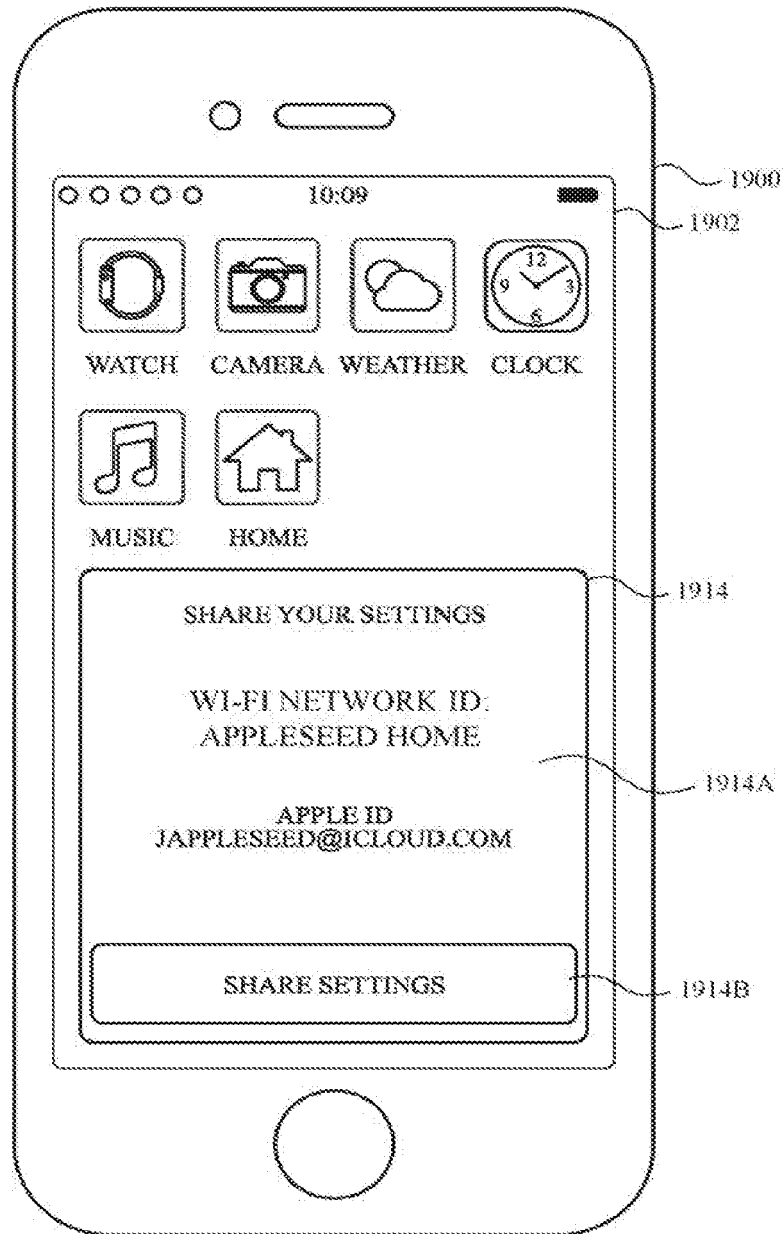 10:09
1900
1902
12
9 3
6
WATCH CAMERA WEATHER CLOCK
MUSIC HOME
1914
SHARE YOUR SETTINGS
WI-FI NETWORK ID:
APPLESEED HOME
1914A
APPLE ID
JAPPLESEED@ICLOUD.COM
SHARE SETTINGS
1914B